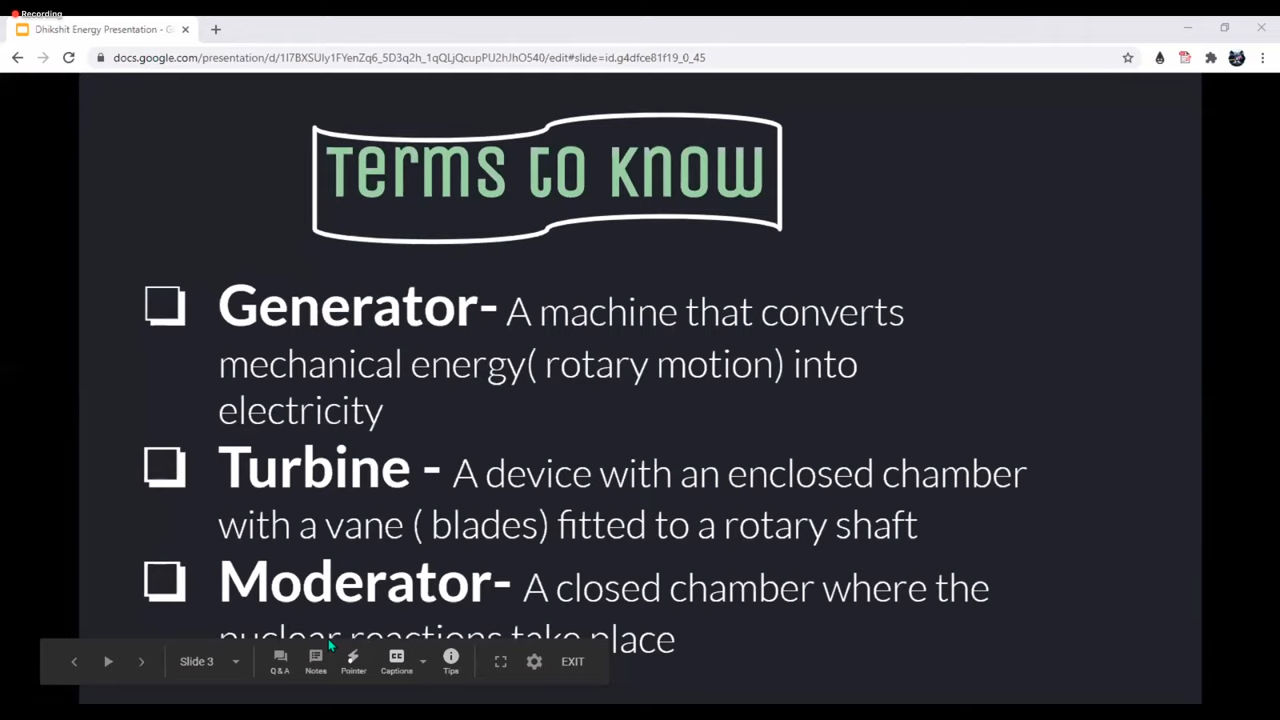 Recording
Dhikshit Energy Presentation - G
docs.google.com/presentation/d/1I7BXSUly1FYenZq6_5D3q2h_1qQLjQcupPU2hJhO540/edit#slide=id.g4dfce81f19_0_45
Terms to Know
Generator- A machine that converts
mechanical energy( rotary motion) into
electricity
Turbine - A device with an enclosed chamber
with a vane ( blades) fitted to a rotary shaft
Moderator- A closed chamber where the
nuclear reactions take place
Slide 3
Q & A
Notes
Pointer
Captions
Tips
EXIT